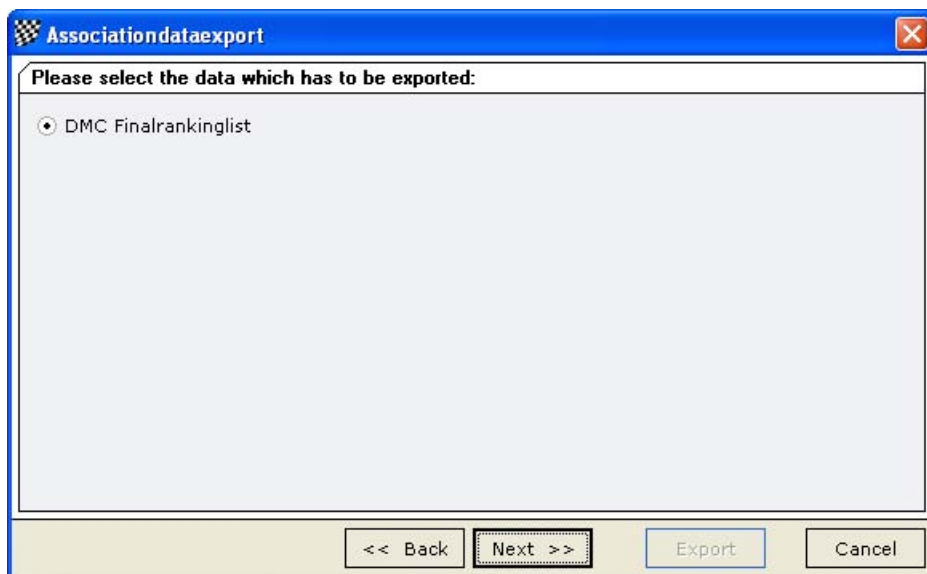 Associationdataexport
Please select the data which has to be exported:
DMC Finalrankinglist
<< Back Next >> Export Cancel